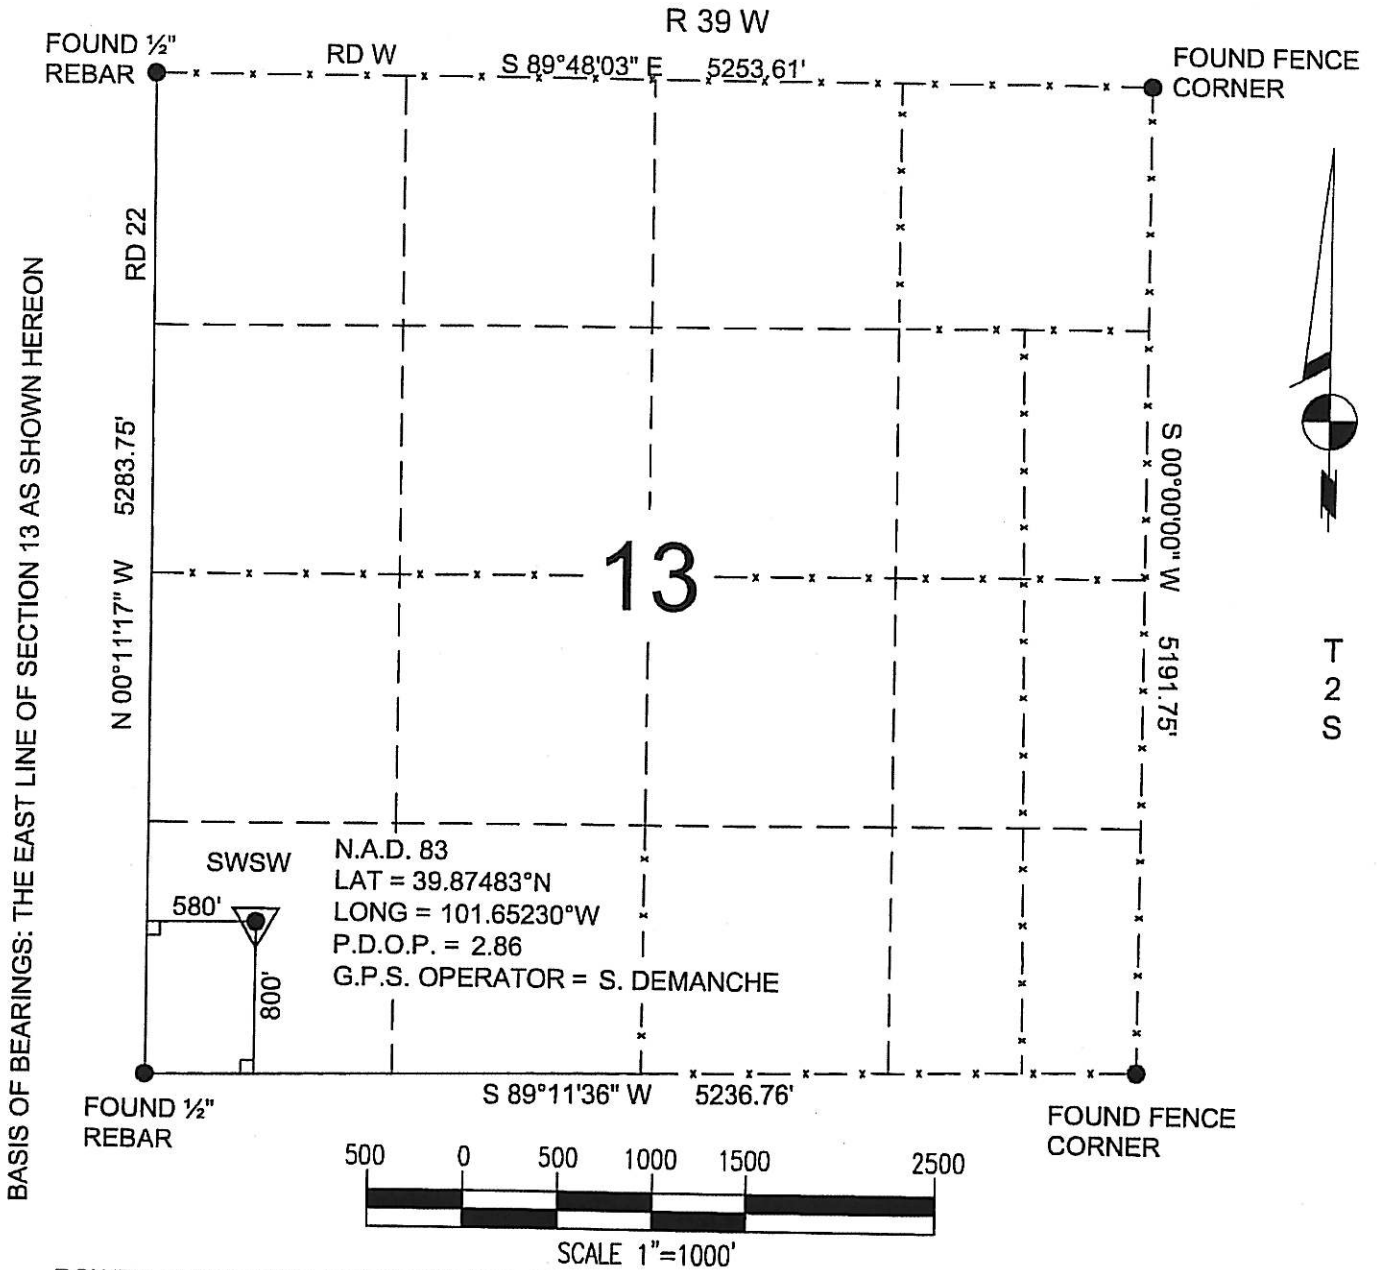 R 39 W
FOUND ½"
REBAR
RD W
S 89°48'03" E 5253.61'
FOUND FENCE
CORNER
RD 22
BASIS OF BEARINGS: THE EAST LINE OF SECTION 13 AS SHOWN HEREON
N 00°11'17" W 5283.75'
S 00°00'00" W 5191.75'
13
T
2
S
SWSW
580'
800'
N.A.D. 83
LAT = 39.87483°N
LONG = 101.65230°W
P.D.O.P. = 2.86
G.P.S. OPERATOR = S. DEMANCHE
S 89°11'36" W 5236.76'
FOUND ½"
REBAR
FOUND FENCE
CORNER
500 0 500 1000 1500 2500
SCALE 1"=1000'